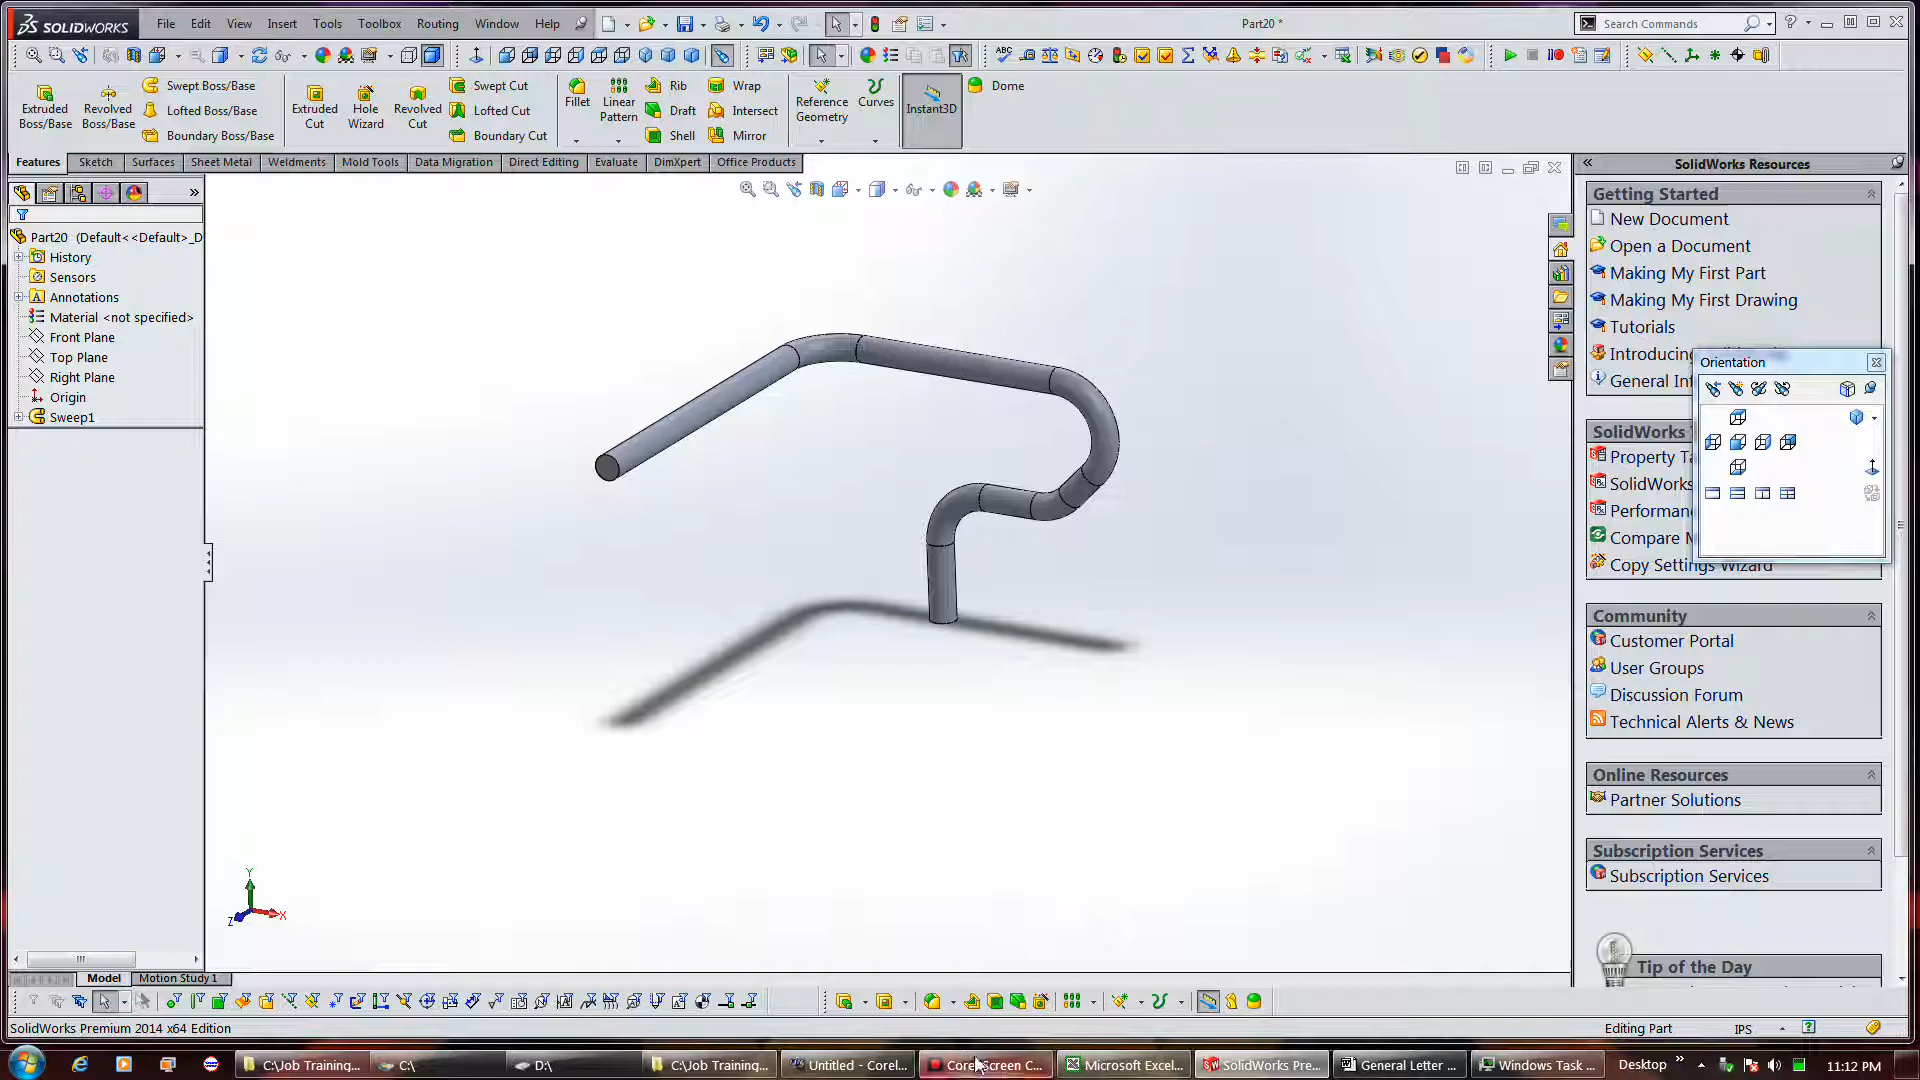 SOLIDWORKS File Edit View Insert Tools Toolbox Routing Window Help Part20 * Search Commands
Extruded Boss/Base
Revolved Boss/Base
Swept Boss/Base
Lofted Boss/Base
Boundary Boss/Base
Extruded Cut
Hole Wizard
Revolved Cut
Swept Cut
Lofted Cut
Boundary Cut
Fillet
Linear Pattern
Rib
Draft
Shell
Wrap
Intersect
Mirror
Reference Geometry
Curves
Instant3D
Dome
Features Sketch Surfaces Sheet Metal Weldments Mold Tools Data Migration Direct Editing Evaluate DimXpert Office Products
Part20 (Default<<Default>_D
History
Sensors
Annotations
Material <not specified>
Front Plane
Top Plane
Right Plane
Origin
Sweep1
Y
Z
X
SolidWorks Resources
Getting Started
New Document
Open a Document
Making My First Part
Making My First Drawing
Tutorials
Introducing
General In
Orientation
SolidWorks
Property Ta
SolidWorks
Performan
Compare M
Copy Settings Wizard
Community
Customer Portal
User Groups
Discussion Forum
Technical Alerts & News
Online Resources
Partner Solutions
Subscription Services
Subscription Services
Tip of the Day
Model Motion Study 1
SolidWorks Premium 2014 x64 Edition Editing Part IPS
C:\Job Training... C:\ D:\ C:\Job Training... Untitled - Corel... Corel Screen C... Microsoft Excel... SolidWorks Pre... General Letter ... Windows Task ... Desktop 11:12 PM